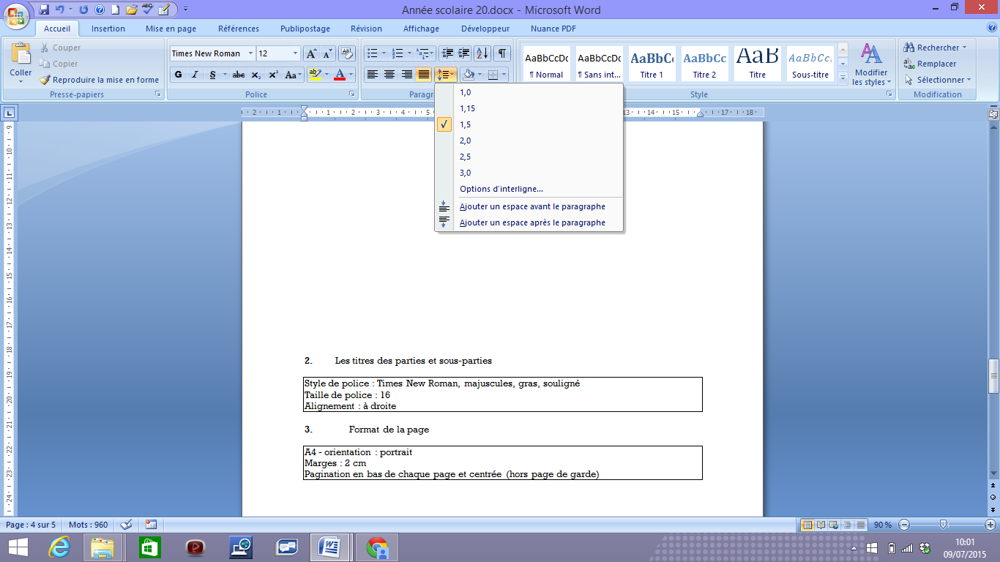 Année scolaire 20.docx - Microsoft Word
Accueil Insertion Mise en page Références Publipostage Révision Affichage Développeur Nuance PDF
Coller
Couper
Copier
Reproduire la mise en forme
Presse-papiers
Times New Roman 12
G I S abc x₂ x² Aa ab A
Police
Paragr
AaBbCcDc AaBbCcDc AaBbCc AaBbCc AaB AaBbCc.
¶ Normal ¶ Sans int... Titre 1 Titre 2 Titre Sous-titre
Modifier les styles
Style
Rechercher
Remplacer
Sélectionner
Modification
1,0
1,15
1,5
2,0
2,5
3,0
Options d'interligne...
Ajouter un espace avant le paragraphe
Ajouter un espace après le paragraphe
2. Les titres des parties et sous-parties
Style de police : Times New Roman, majuscules, gras, souligné
Taille de police : 16
Alignement : à droite
3. Format de la page
A4 - orientation : portrait
Marges : 2 cm
Pagination en bas de chaque page et centrée (hors page de garde)
Page : 4 sur 5 Mots : 960 90 %
10:01
09/07/2015